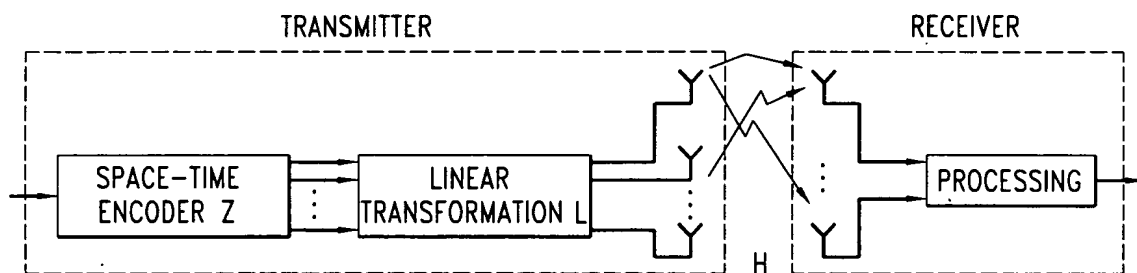 TRANSMITTER
RECEIVER
SPACE-TIME
ENCODER Z
LINEAR
TRANSFORMATION L
PROCESSING
H